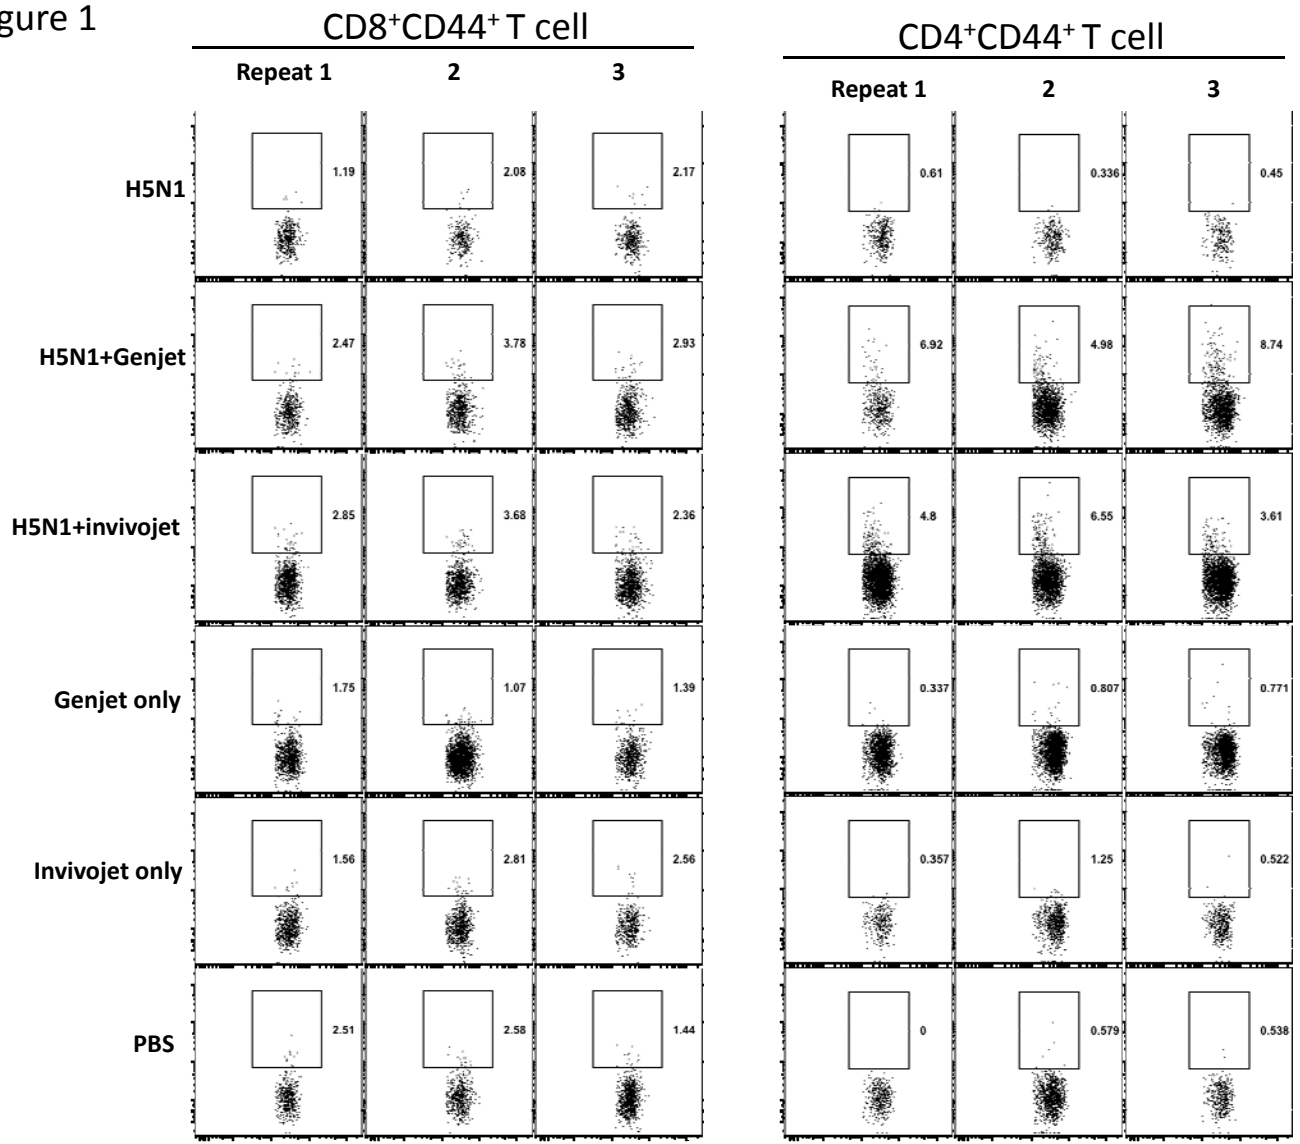 gure 1
CD8⁺CD44⁺ T cell
CD4⁺CD44⁺ T cell
Repeat 1 2 3
Repeat 1 2 3
H5N1 1.19 2.08 2.17 0.61 0.336 0.45
H5N1+Genjet 2.47 3.78 2.93 6.92 4.98 8.74
H5N1+invivojet 2.85 3.68 2.36 4.8 6.55 3.61
Genjet only 1.75 1.07 1.39 0.337 0.807 0.771
Invivojet only 1.56 2.81 2.56 0.357 1.25 0.522
PBS 2.51 2.58 1.44 0 0.579 0.538